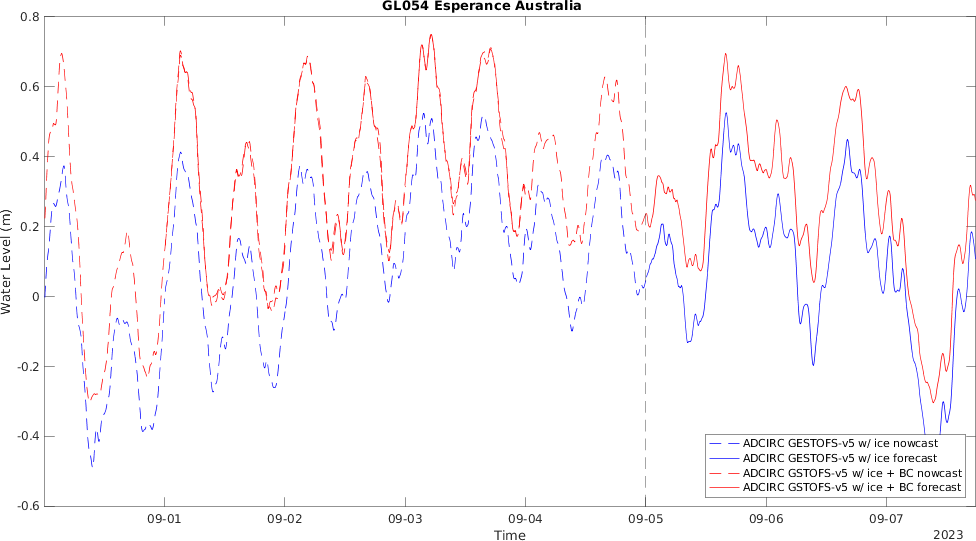 GL054 Esperance Australia
Water Level (m)
0.8
0.6
0.4
0.2
0
-0.2
-0.4
-0.6
09-01
09-02
09-03
09-04
09-05
09-06
09-07
Time
2023
ADCIRC GESTOFS-v5 w/ ice nowcast
ADCIRC GESTOFS-v5 w/ ice forecast
ADCIRC GSTOFS-v5 w/ ice + BC nowcast
ADCIRC GSTOFS-v5 w/ ice + BC forecast